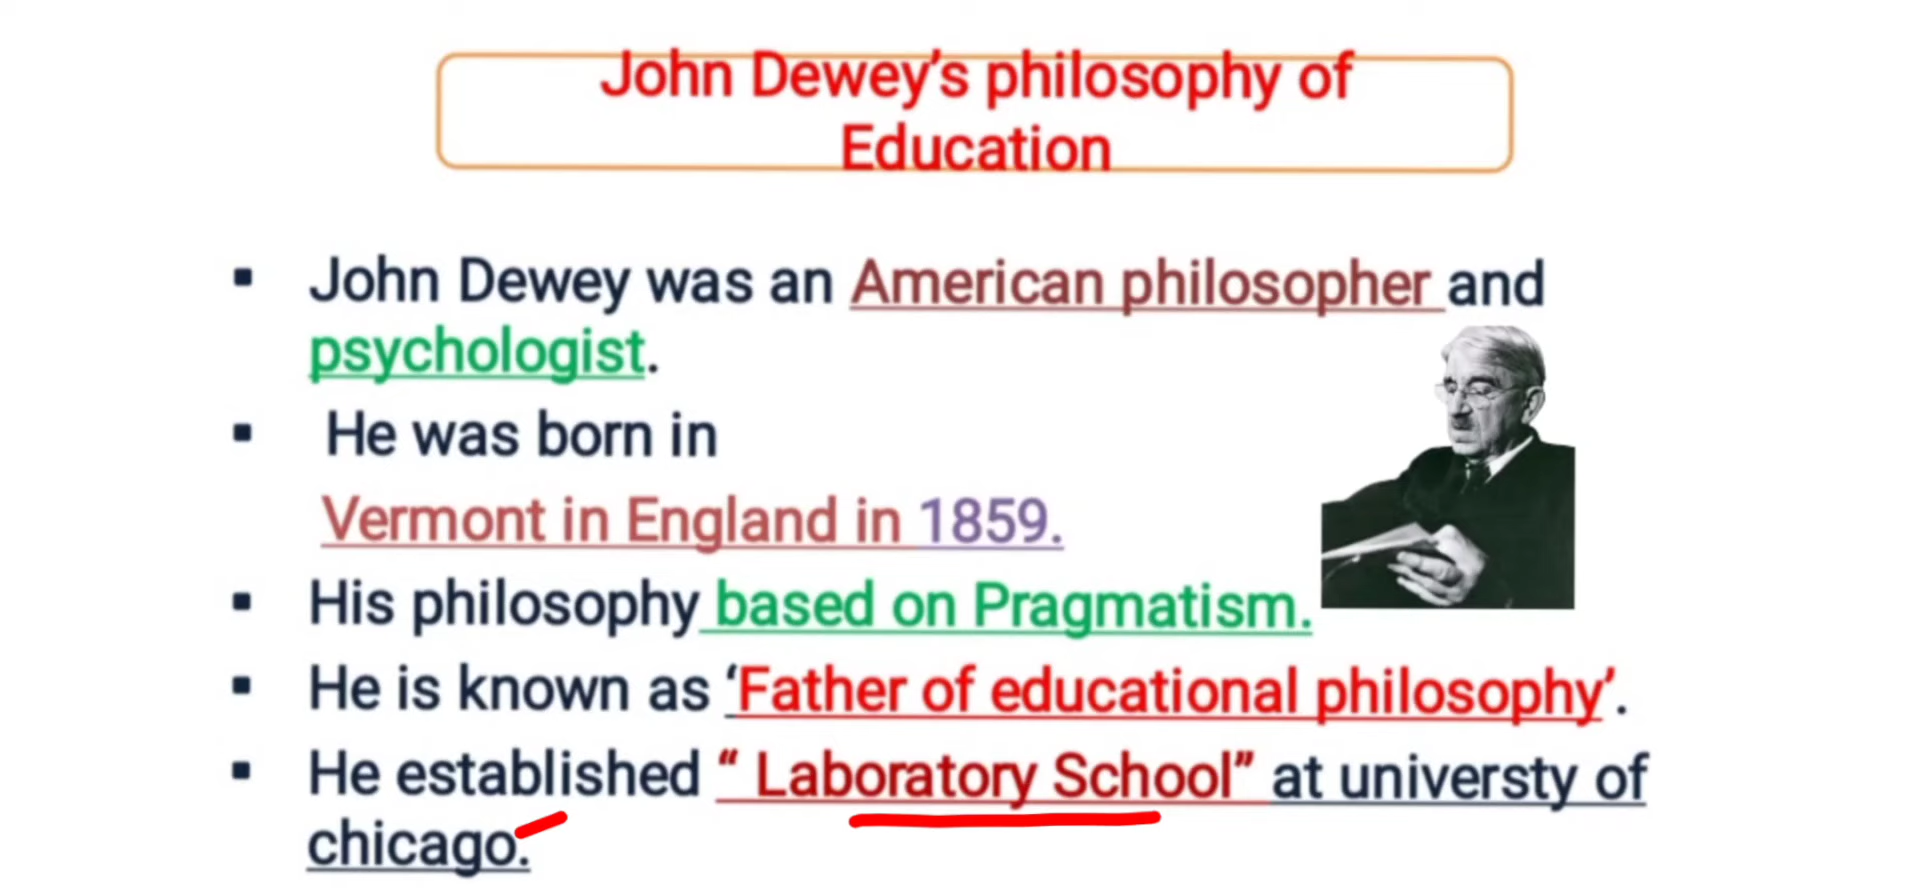 John Dewey’s philosophy of
Education
▪ John Dewey was an American philosopher and
psychologist.
▪ He was born in
Vermont in England in 1859.
▪ His philosophy based on Pragmatism.
▪ He is known as ‘Father of educational philosophy’.
▪ He established “ Laboratory School” at universty of
chicago.